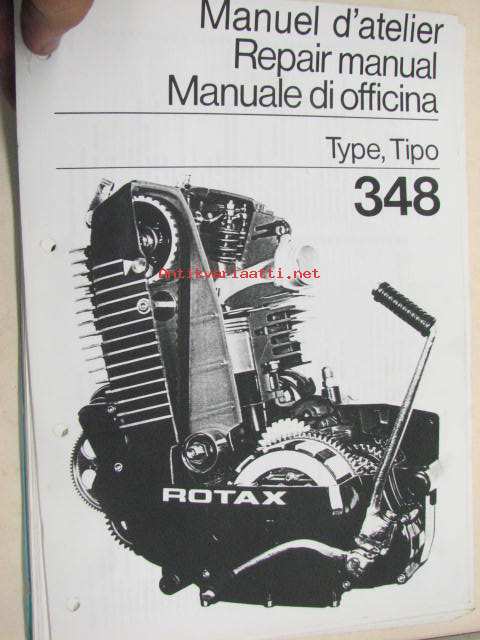 Manuel d'atelier
Repair manual
Manuale di officina
Type, Tipo
348
Antikvariaatti.net
ROTAX